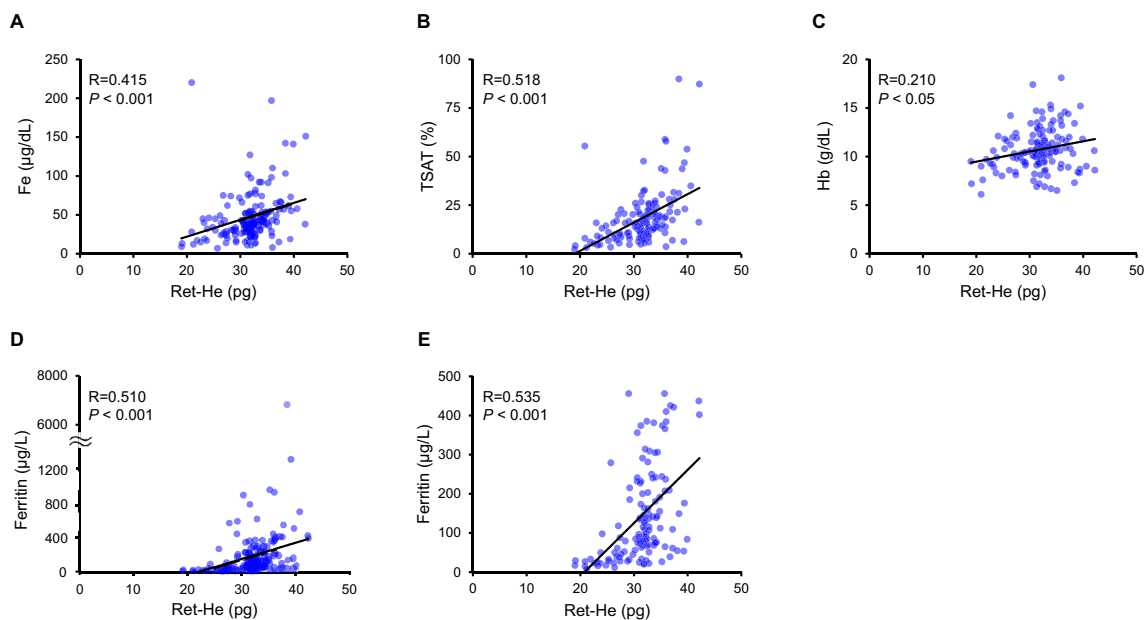 A
B
C
250
200
150
100
50
0
Fe (µg/dL)
R=0.415
P < 0.001
0 10 20 30 40 50
Ret-He (pg)
100
75
50
25
0
TSAT (%)
R=0.518
P < 0.001
0 10 20 30 40 50
Ret-He (pg)
20
15
10
5
0
Hb (g/dL)
R=0.210
P < 0.05
0 10 20 30 40 50
Ret-He (pg)
D
E
8000
6000
1200
800
400
0
Ferritin (µg/L)
R=0.510
P < 0.001
0 10 20 30 40 50
Ret-He (pg)
500
400
300
200
100
0
Ferritin (µg/L)
R=0.535
P < 0.001
0 10 20 30 40 50
Ret-He (pg)